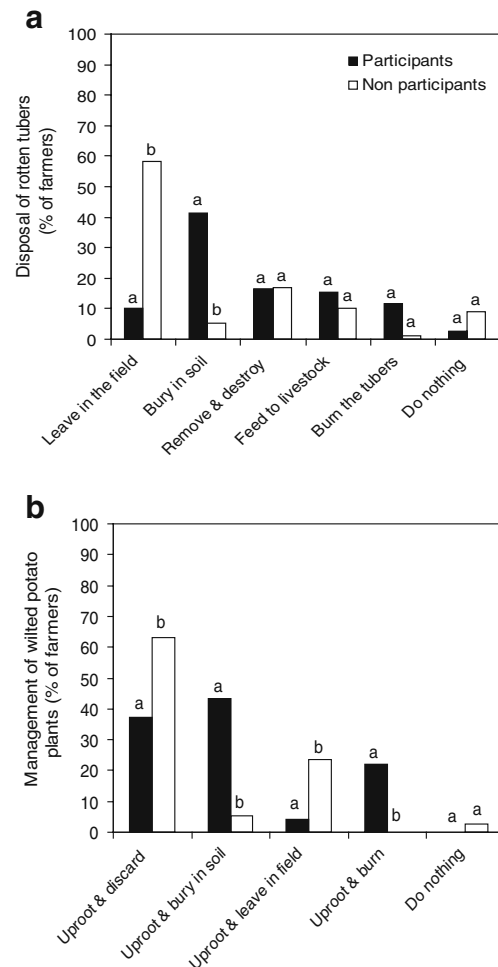 a
100
90
80
70
60
50
40
30
20
10
0
Disposal of rotten tubers
(% of farmers)
Participants
Non participants
a
b
a
b
a
a
a
a
a
a
a
a
Leave in the field
Bury in soil
Remove & destroy
Feed to livestock
Burn the tubers
Do nothing
b
100
90
80
70
60
50
40
30
20
10
0
Management of wilted potato
plants (% of farmers)
a
b
a
b
a
b
a
b
a
a
Uproot & discard
Uproot & bury in soil
Uproot & leave in field
Uproot & burn
Do nothing